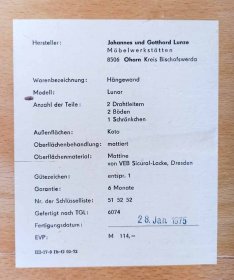 Hersteller: Johannes und Gotthard Lunze
Möbelwerkstätten
8506 Ohorn Kreis Bischofswerda
Warenbezeichnung: Hängewand
Modell: Lunar
Anzahl der Teile: 2 Drahtleitern
2 Böden
1 Schränkchen
Außenflächen: Koto
Oberflächenbehandlung: mattiert
Oberflächenmaterial: Mattine
von VEB Sicural-Lacke, Dresden
Gütezeichen: entspr. 1
Garantie: 6 Monate
Nr. der Schlüsselliste: 51 52 52
Gefertigt nach TGL: 6074
Fertigungsdatum: 28. Jan. 1975
EVP: M 114,—